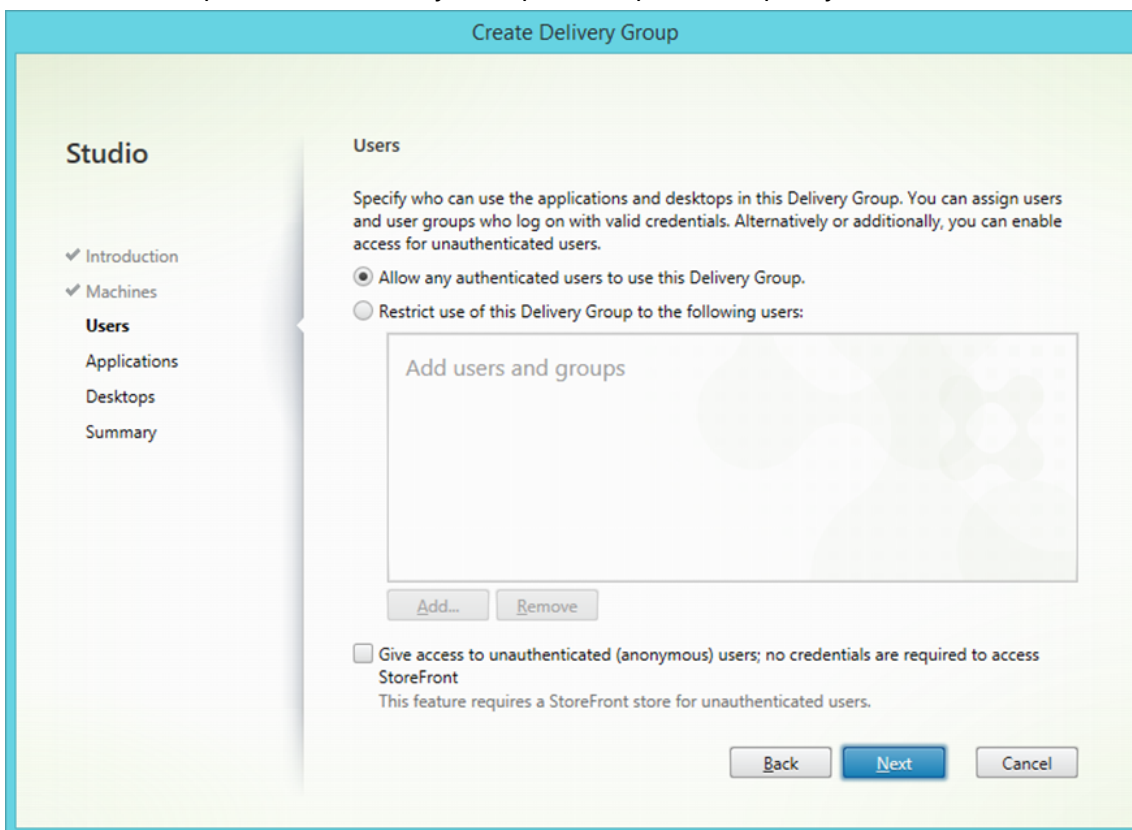 Create Delivery Group
Studio
✔ Introduction
✔ Machines
Users
Applications
Desktops
Summary
Users
Specify who can use the applications and desktops in this Delivery Group. You can assign users
and user groups who log on with valid credentials. Alternatively or additionally, you can enable
access for unauthenticated users.
Allow any authenticated users to use this Delivery Group.
Restrict use of this Delivery Group to the following users:
Add users and groups
Add...
Remove
Give access to unauthenticated (anonymous) users; no credentials are required to access
StoreFront
This feature requires a StoreFront store for unauthenticated users.
Back
Next
Cancel